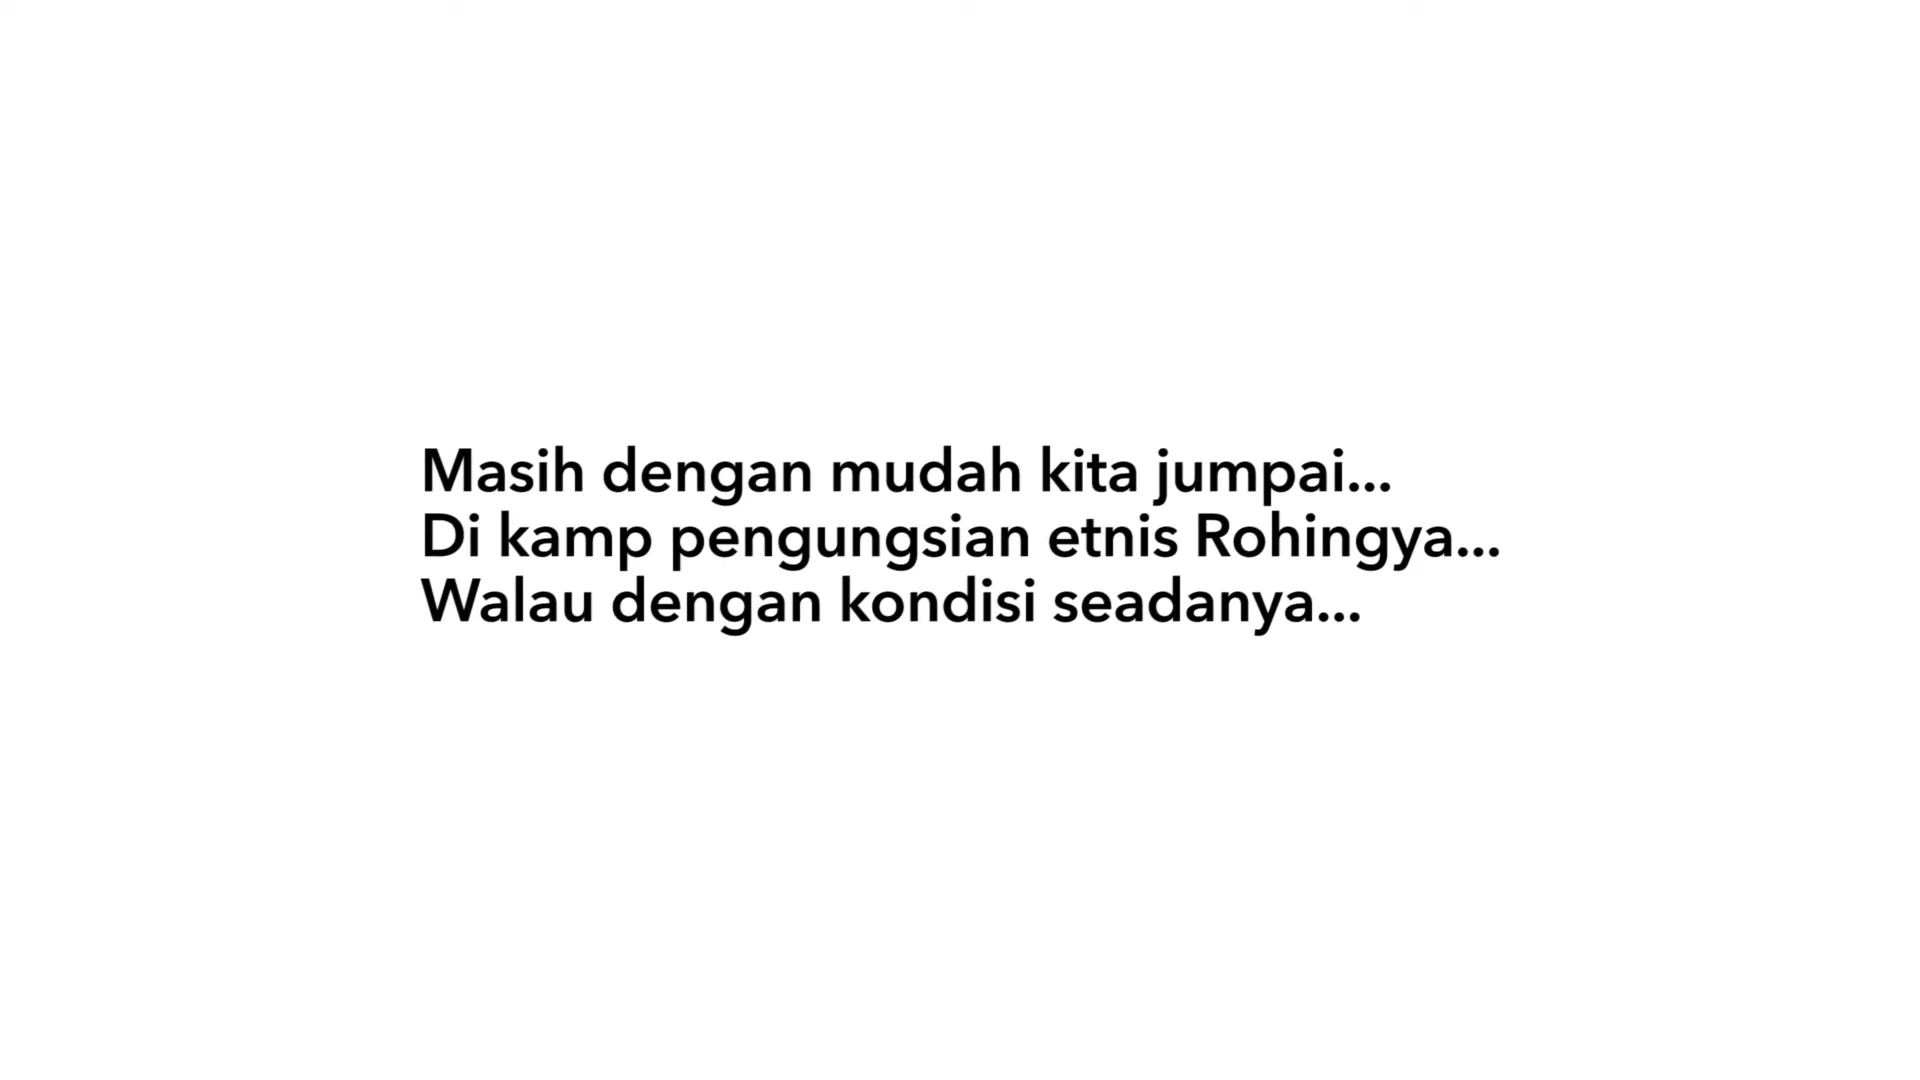 Masih dengan mudah kita jumpai...
Di kamp pengungsian etnis Rohingya...
Walau dengan kondisi seadanya...